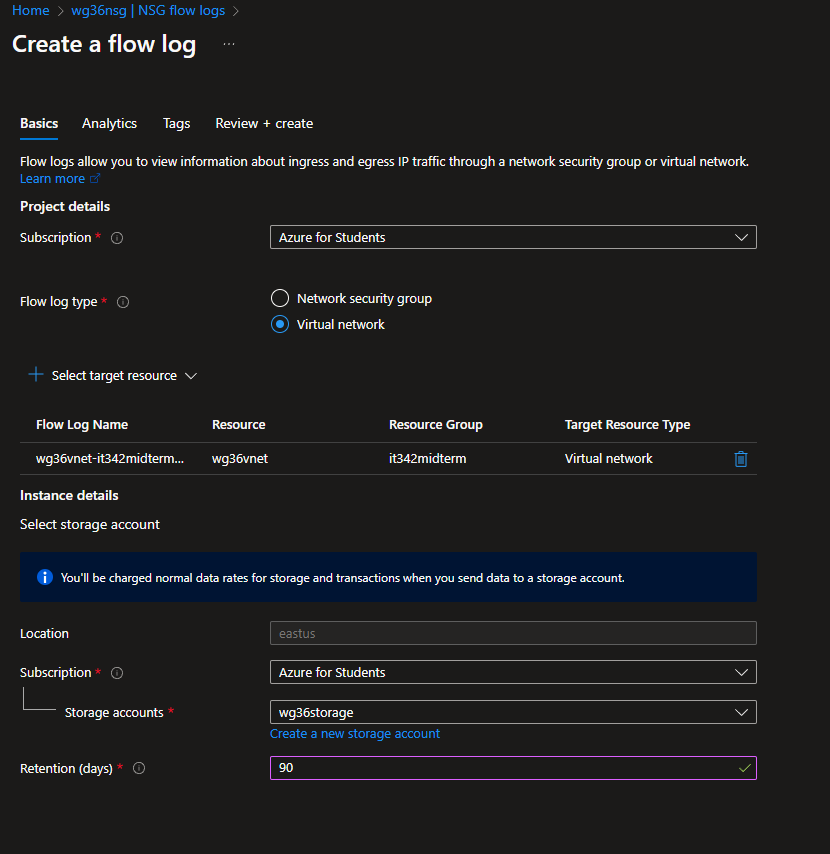 Home > wg36nsg | NSG flow logs >
Create a flow log ...
Basics Analytics Tags Review + create
Flow logs allow you to view information about ingress and egress IP traffic through a network security group or virtual network.
Learn more
Project details
Subscription * Azure for Students
Flow log type * Network security group
Virtual network
+ Select target resource
Flow Log Name Resource Resource Group Target Resource Type
wg36vnet-it342midterm... wg36vnet it342midterm Virtual network
Instance details
Select storage account
You'll be charged normal data rates for storage and transactions when you send data to a storage account.
Location eastus
Subscription * Azure for Students
Storage accounts * wg36storage
Create a new storage account
Retention (days) * 90